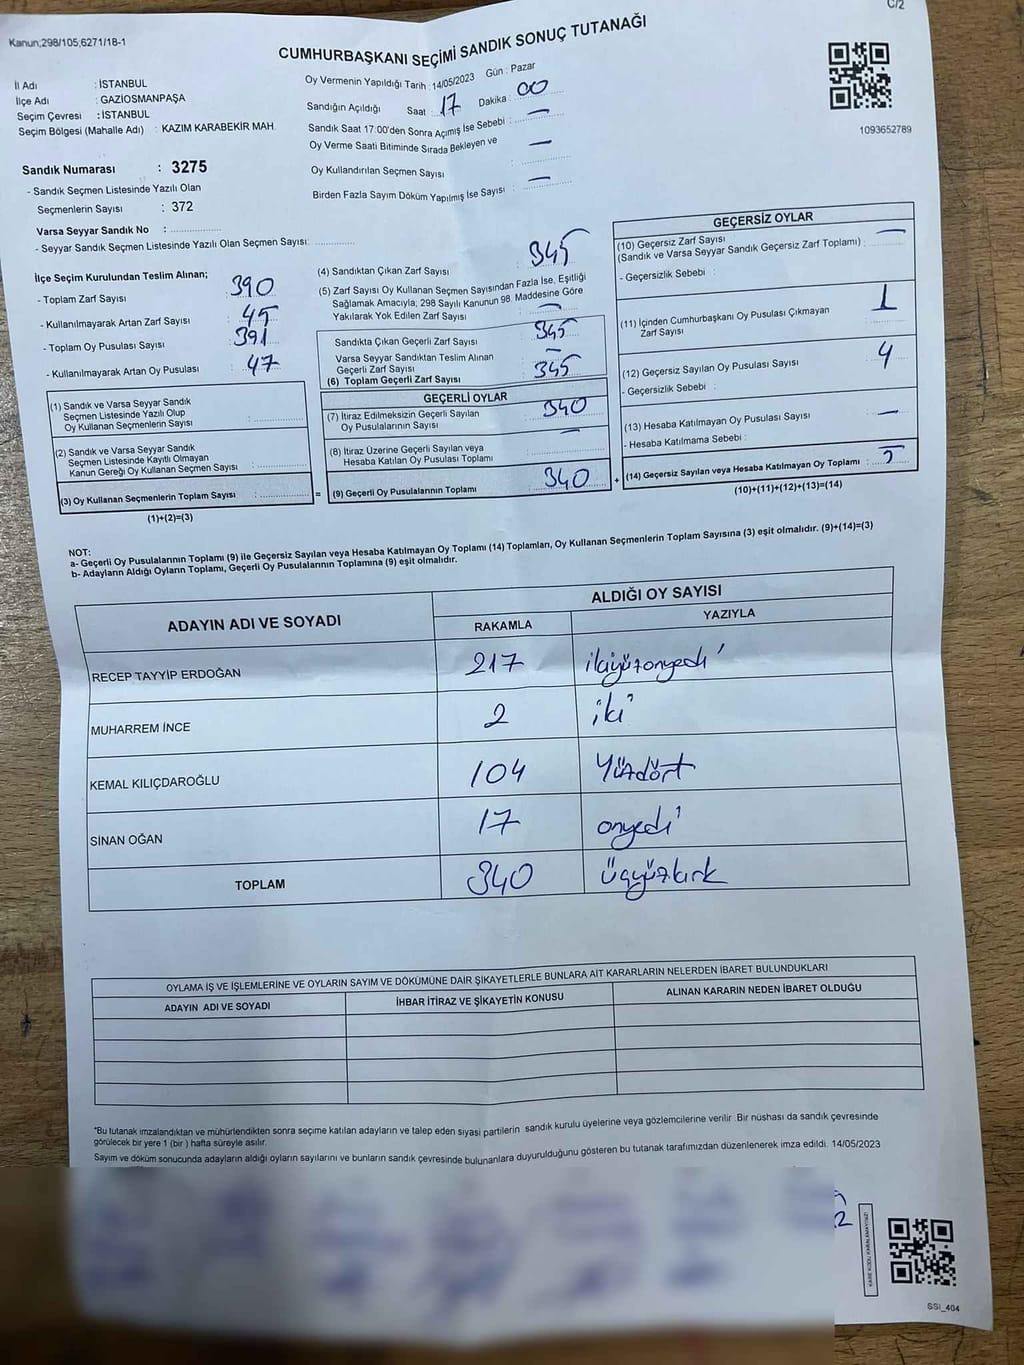 C/2
Kanun;298/105;6271/18-1
CUMHURBAŞKANI SEÇİMİ SANDIK SONUÇ TUTANAĞI
İl Adı : İSTANBUL
İlçe Adı : GAZİOSMANPAŞA
Seçim Çevresi : İSTANBUL
Seçim Bölgesi (Mahalle Adı) : KAZIM KARABEKİR MAH.
Oy Vermenin Yapıldığı Tarih : 14/05/2023 Gün : Pazar
Sandığın Açıldığı Saat : 17 Dakika : 00
Sandık Saat 17:00'den Sonra Açımış İse Sebebi : —
Oy Verme Saati Bitiminde Sırada Bekleyen ve
Oy Kullandırılan Seçmen Sayısı : —
Birden Fazla Sayım Döküm Yapılmış İse Sayısı : —
1093652789
Sandık Numarası : 3275
- Sandık Seçmen Listesinde Yazılı Olan
Seçmenlerin Sayısı : 372
Varsa Seyyar Sandık No :
- Seyyar Sandık Seçmen Listesinde Yazılı Olan Seçmen Sayısı:
İlçe Seçim Kurulundan Teslim Alınan;
- Toplam Zarf Sayısı : 390
- Kullanılmayarak Artan Zarf Sayısı : 45
- Toplam Oy Pusulası Sayısı : 391
- Kullanılmayarak Artan Oy Pusulası : 47
(1) Sandık ve Varsa Seyyar Sandık
Seçmen Listesinde Yazılı Olup
Oy Kullanan Seçmenlerin Sayısı :
(2) Sandık ve Varsa Seyyar Sandık
Seçmen Listesinde Kayıtlı Olmayan
Kanun Gereği Oy Kullanan Seçmen Sayısı :
(3) Oy Kullanan Seçmenlerin Toplam Sayısı :
(1)+(2)=(3)
(4) Sandıktan Çıkan Zarf Sayısı 345
(5) Zarf Sayısı Oy Kullanan Seçmen Sayısından Fazla İse, Eşitliği
Sağlamak Amacıyla; 298 Sayılı Kanunun 98. Maddesine Göre
Yakılarak Yok Edilen Zarf Sayısı : —
Sandıkta Çıkan Geçerli Zarf Sayısı : 345
Varsa Seyyar Sandıktan Teslim Alınan
Geçerli Zarf Sayısı : —
(6) Toplam Geçerli Zarf Sayısı : 345
GEÇERLİ OYLAR
(7) İtiraz Edilmeksizin Geçerli Sayılan
Oy Pusulalarının Sayısı : 340
(8) İtiraz Üzerine Geçerli Sayılan veya
Hesaba Katılan Oy Pusulası Toplamı : —
= (9) Geçerli Oy Pusulalarının Toplamı : 340
GEÇERSİZ OYLAR
(10) Geçersiz Zarf Sayısı
(Sandık ve Varsa Seyyar Sandık Geçersiz Zarf Toplamı) : —
- Geçersizlik Sebebi :
(11) İçinden Cumhurbaşkanı Oy Pusulası Çıkmayan
Zarf Sayısı : 1
(12) Geçersiz Sayılan Oy Pusulası Sayısı : 4
- Geçersizlik Sebebi :
(13) Hesaba Katılmayan Oy Pusulası Sayısı : —
- Hesaba Katılmama Sebebi :
+ (14) Geçersiz Sayılan veya Hesaba Katılmayan Oy Toplamı : 5
(10)+(11)+(12)+(13)=(14)
NOT:
a- Geçerli Oy Pusulalarının Toplamı (9) ile Geçersiz Sayılan veya Hesaba Katılmayan Oy Toplamı (14) Toplamları, Oy Kullanan Seçmenlerin Toplam Sayısına (3) eşit olmalıdır. (9)+(14)=(3)
b- Adayların Aldığı Oyların Toplamı, Geçerli Oy Pusulalarının Toplamına (9) eşit olmalıdır.
ADAYIN ADI VE SOYADI ALDIĞI OY SAYISI
RAKAMLA YAZIYLA
RECEP TAYYİP ERDOĞAN 217 ikiyüzonyedi
MUHARREM İNCE 2 iki
KEMAL KILIÇDAROĞLU 104 Yüzdört
SİNAN OĞAN 17 onyedi
TOPLAM 340 üçyüzkırk
OYLAMA İŞ VE İŞLEMLERİNE VE OYLARIN SAYIM VE DÖKÜMÜNE DAİR ŞİKAYETLERLE BUNLARA AİT KARARLARIN NELERDEN İBARET BULUNDUKLARI
ADAYIN ADI VE SOYADI İHBAR İTİRAZ VE ŞİKAYETİN KONUSU ALINAN KARARIN NEDEN İBARET OLDUĞU
*Bu tutanak imzalandıktan ve mühürlendikten sonra seçime katılan adayların ve talep eden siyasi partilerin sandık kurulu üyelerine veya gözlemcilerine verilir. Bir nüshası da sandık çevresinde
görülecek bir yere 1 (bir ) hafta süreyle asılır.
Sayım ve döküm sonucunda adayların aldığı oyların sayılarını ve bunların sandık çevresinde bulunanlara duyurulduğunu gösteren bu tutanak tarafımızdan düzenlenerek imza edildi. 14/05/2023
SSI_404